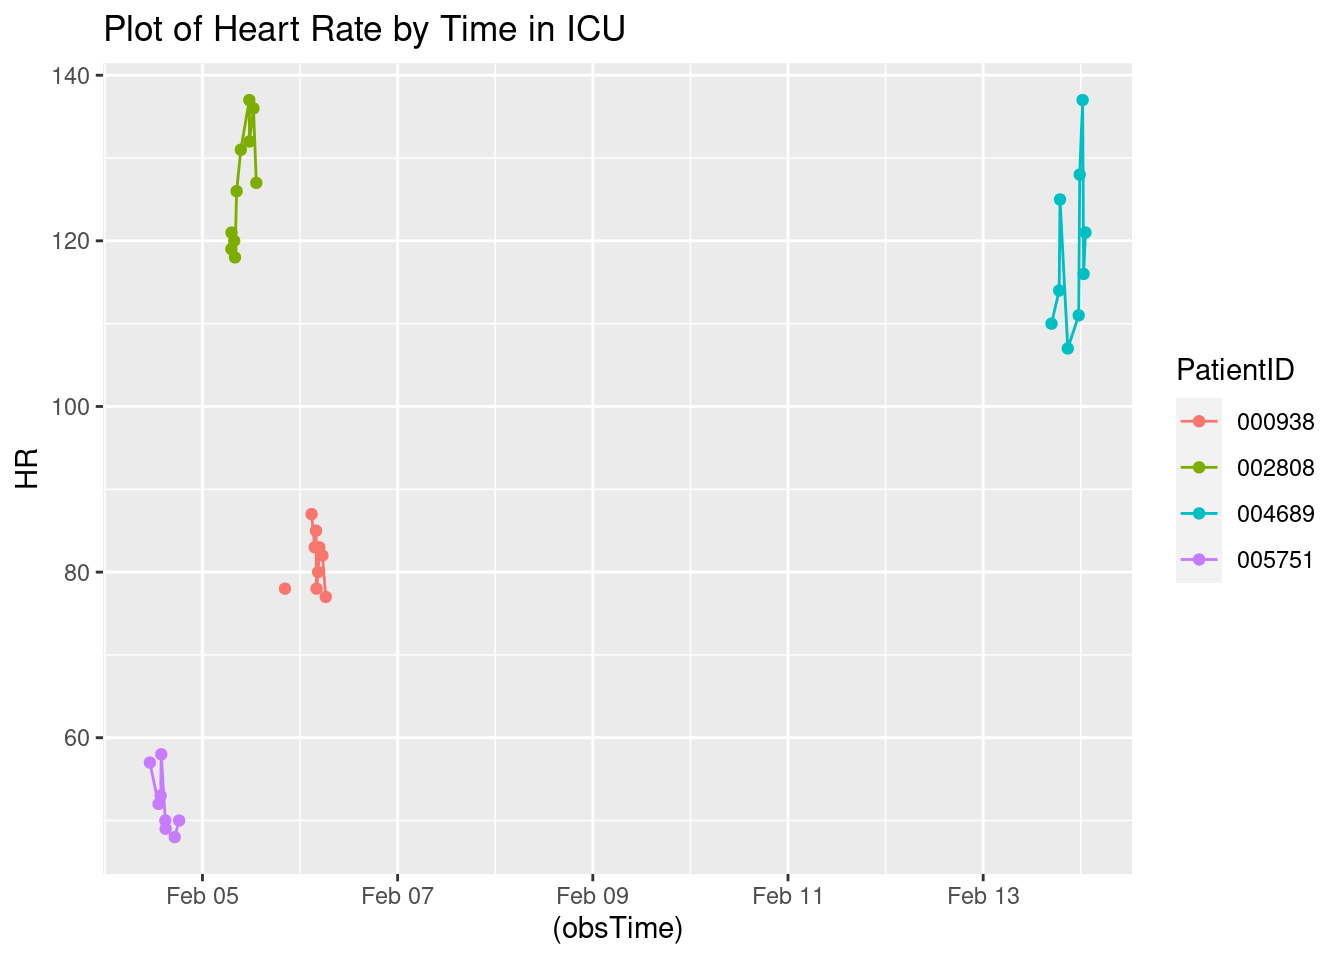 Plot of Heart Rate by Time in ICU
140
120
100
80
60
HR
Feb 05
Feb 07
Feb 09
Feb 11
Feb 13
(obsTime)
PatientID
000938
002808
004689
005751